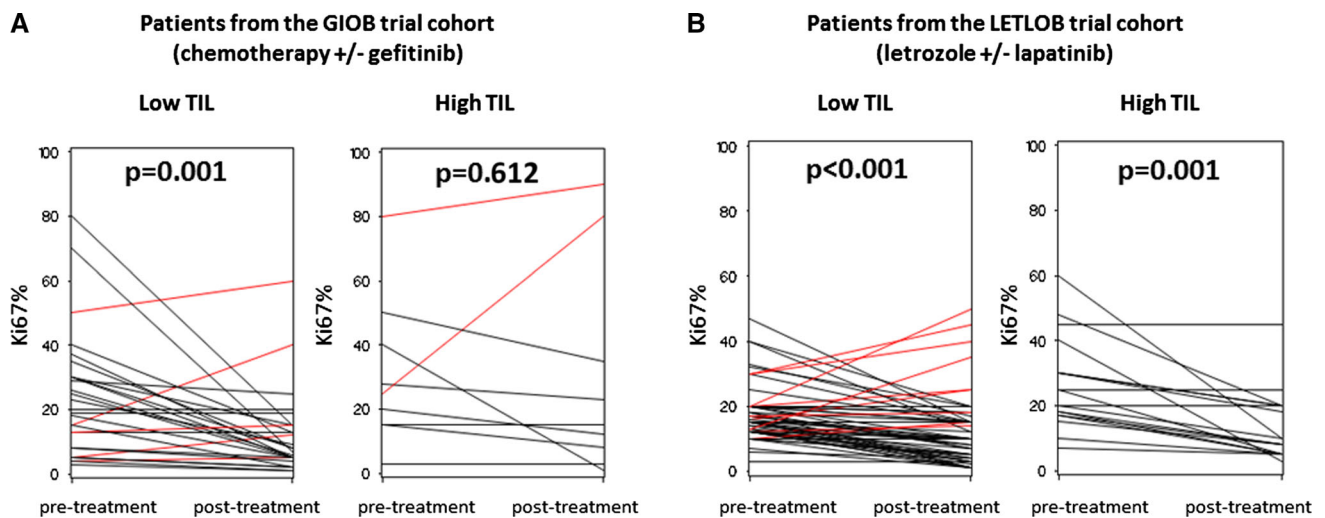 A
Patients from the GIOB trial cohort
(chemotherapy +/- gefitinib)
Low TIL
High TIL
p=0.001
p=0.612
Ki67%
100
80
60
40
20
0
Ki67%
100
80
60
40
20
0
pre-treatment
post-treatment
pre-treatment
post-treatment
B
Patients from the LETLOB trial cohort
(letrozole +/- lapatinib)
Low TIL
High TIL
p<0.001
p=0.001
Ki67%
100
80
60
40
20
0
Ki67%
100
80
60
40
20
0
pre-treatment
post-treatment
pre-treatment
post-treatment